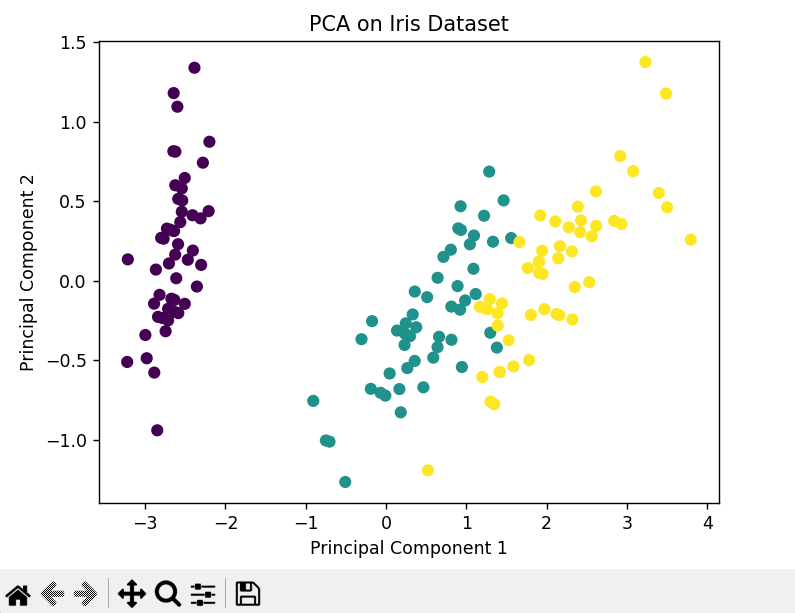 PCA on Iris Dataset
1.5
1.0
0.5
0.0
−0.5
−1.0
Principal Component 2
−3 −2 −1 0 1 2 3 4
Principal Component 1